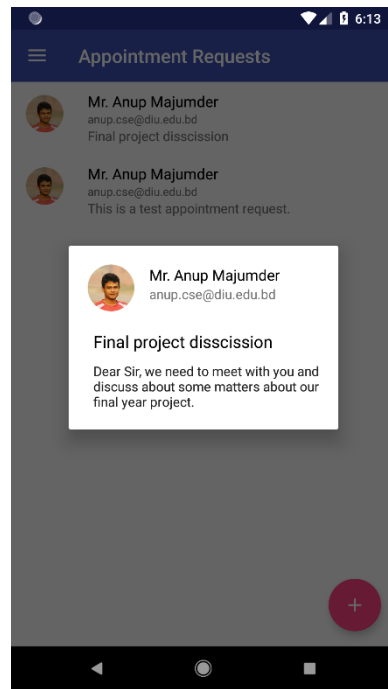 6:13
Appointment Requests
Mr. Anup Majumder
anup.cse@diu.edu.bd
Final project disscission
Mr. Anup Majumder
anup.cse@diu.edu.bd
This is a test appointment request.
Mr. Anup Majumder
anup.cse@diu.edu.bd
Final project disscission
Dear Sir, we need to meet with you and
discuss about some matters about our
final year project.